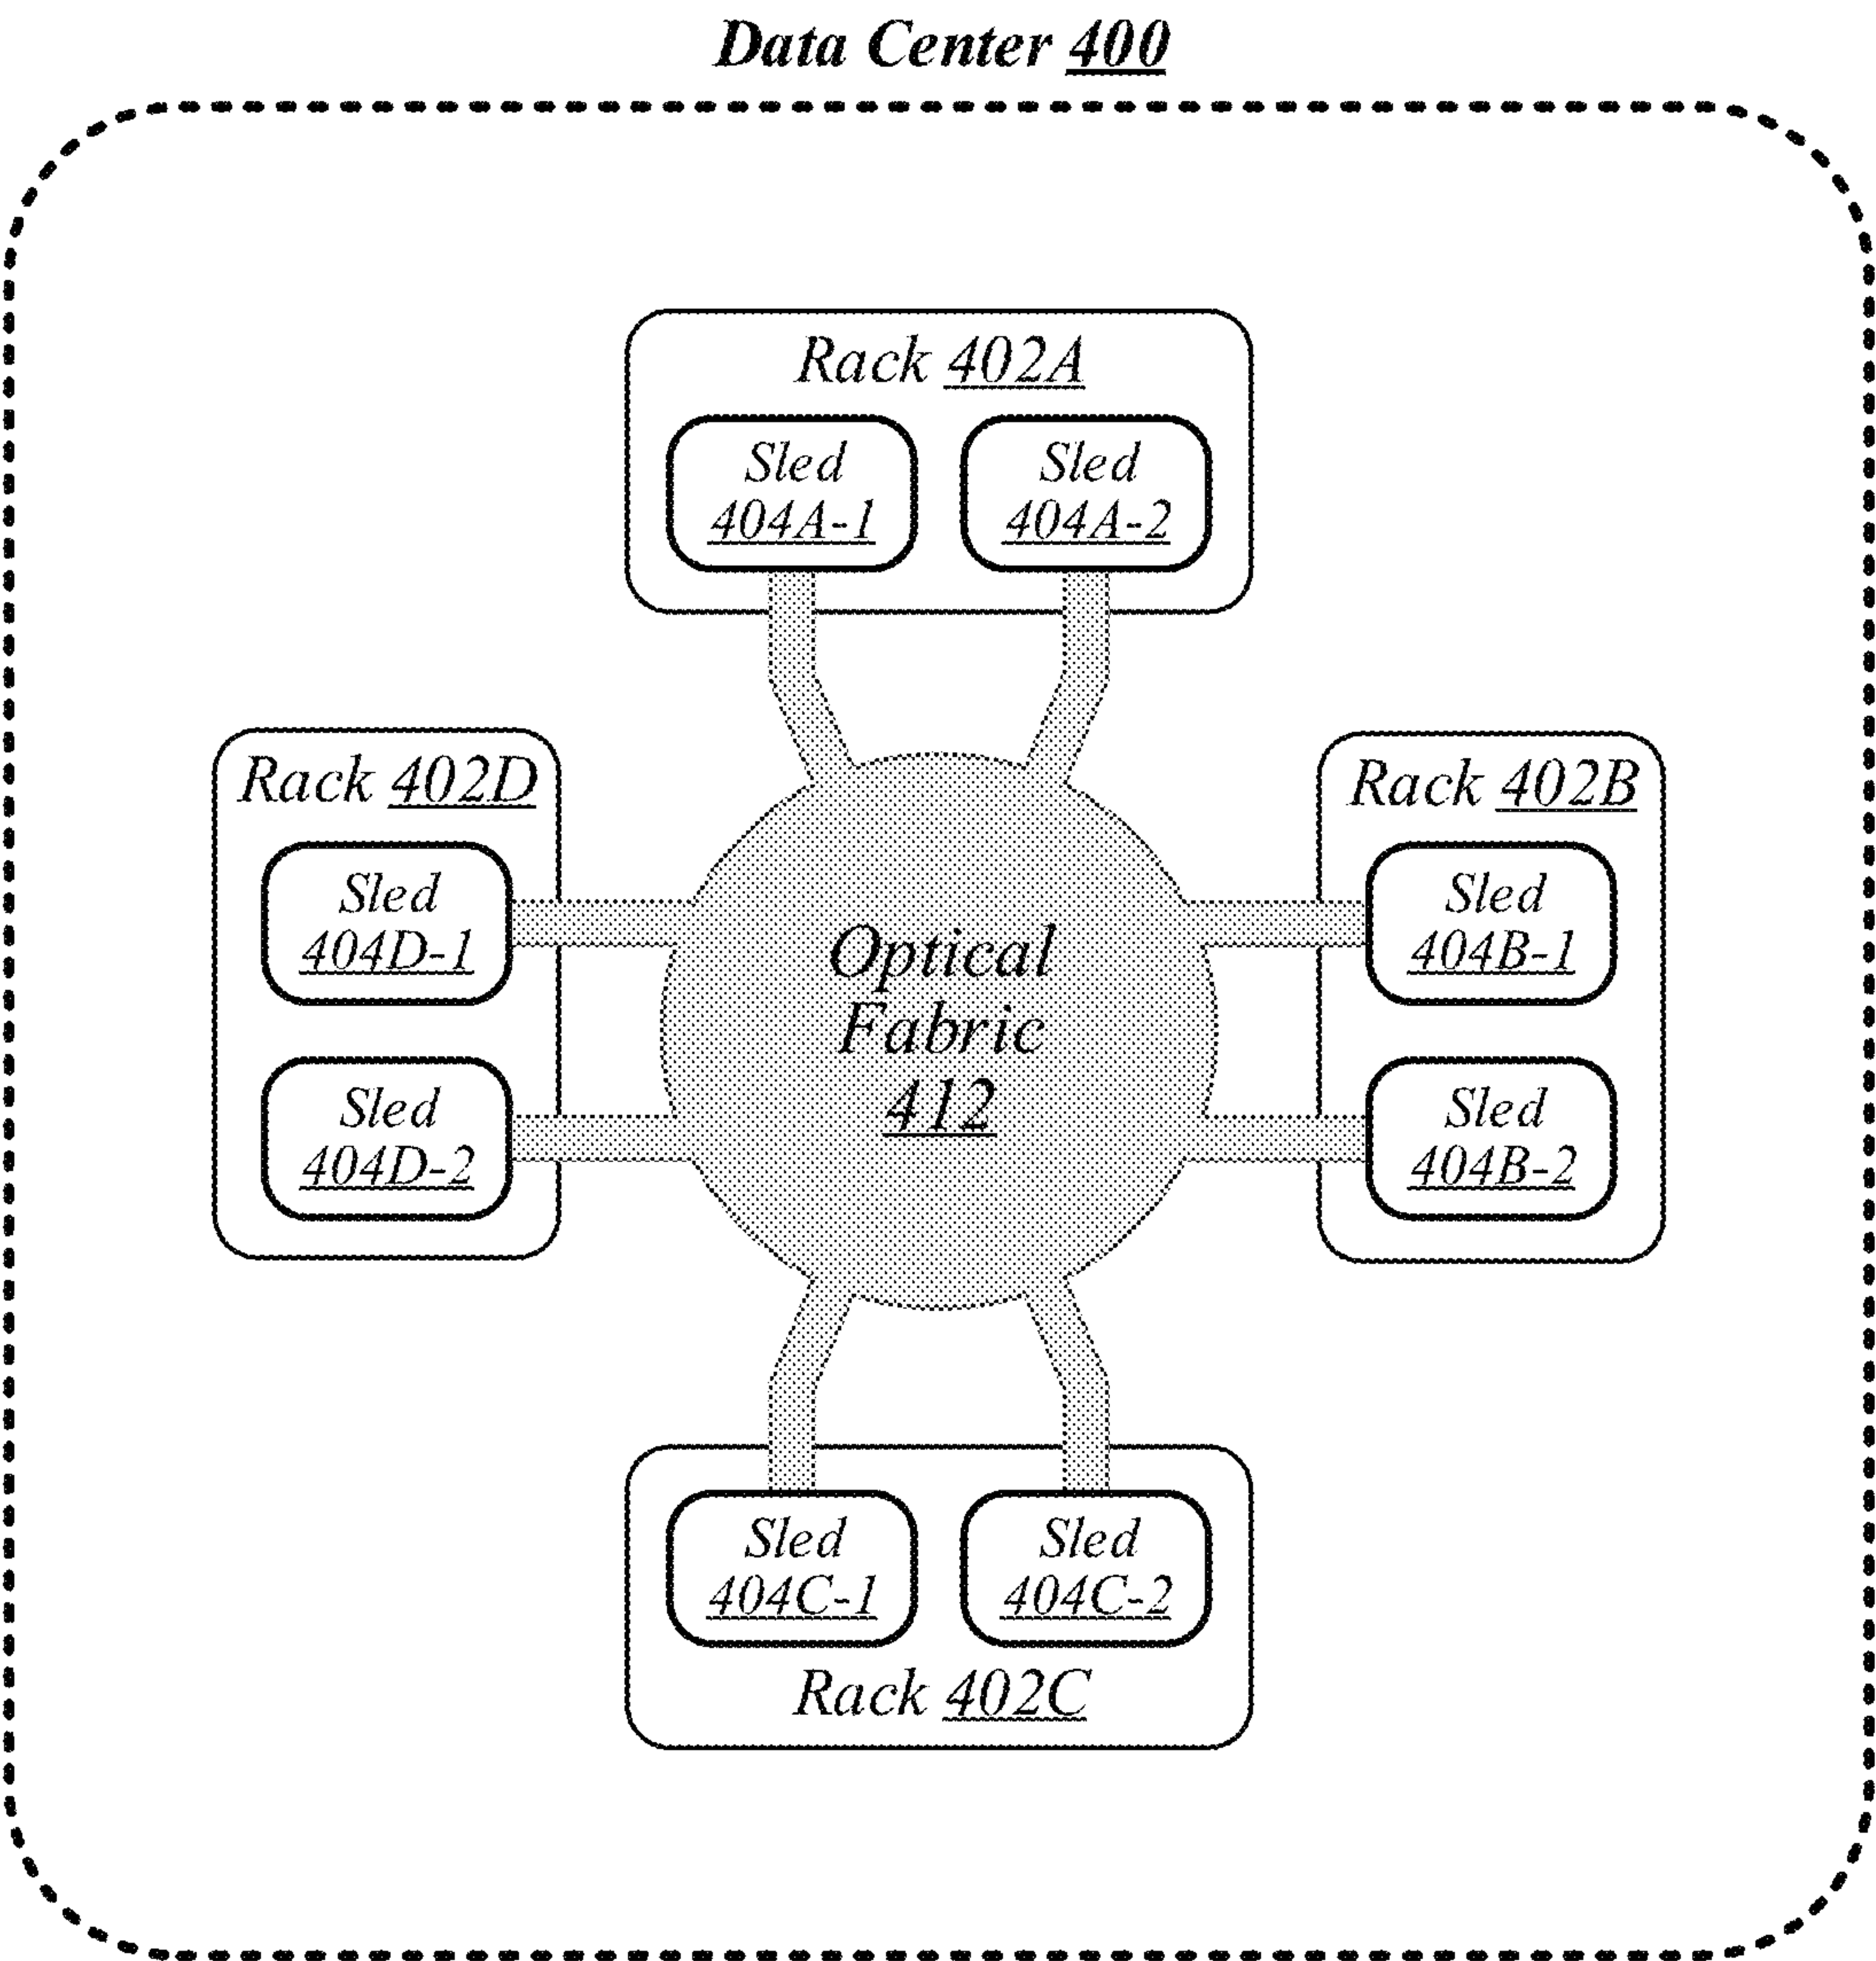 Data Center 400
Rack 402A
Sled
404A-1
Sled
404A-2
Rack 402D
Sled
404D-1
Sled
404D-2
Optical
Fabric
412
Rack 402B
Sled
404B-1
Sled
404B-2
Sled
404C-1
Sled
404C-2
Rack 402C